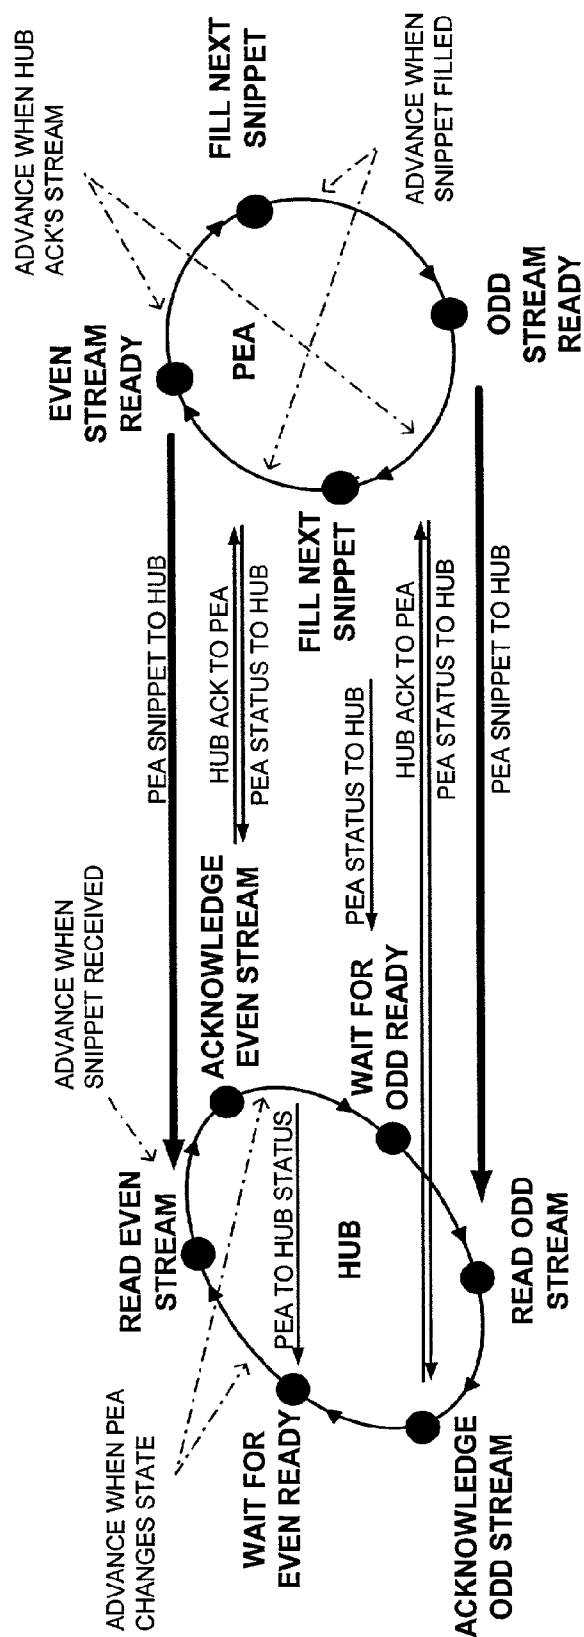 ADVANCE WHEN PEA
CHANGES STATE
ADVANCE WHEN
SNIPPET RECEIVED
ADVANCE WHEN HUB
ACK'S STREAM
READ EVEN
STREAM
PEA SNIPPET TO HUB
EVEN
STREAM
READY
FILL NEXT
SNIPPET
ACKNOWLEDGE
EVEN STREAM
HUB ACK TO PEA
PEA STATUS TO HUB
WAIT FOR
EVEN READY
PEA TO HUB STATUS
HUB
PEA
WAIT FOR
ODD READY
PEA STATUS TO HUB
FILL NEXT
SNIPPET
ADVANCE WHEN
SNIPPET FILLED
HUB ACK TO PEA
PEA STATUS TO HUB
ACKNOWLEDGE
ODD STREAM
READ ODD
STREAM
PEA SNIPPET TO HUB
ODD
STREAM
READY